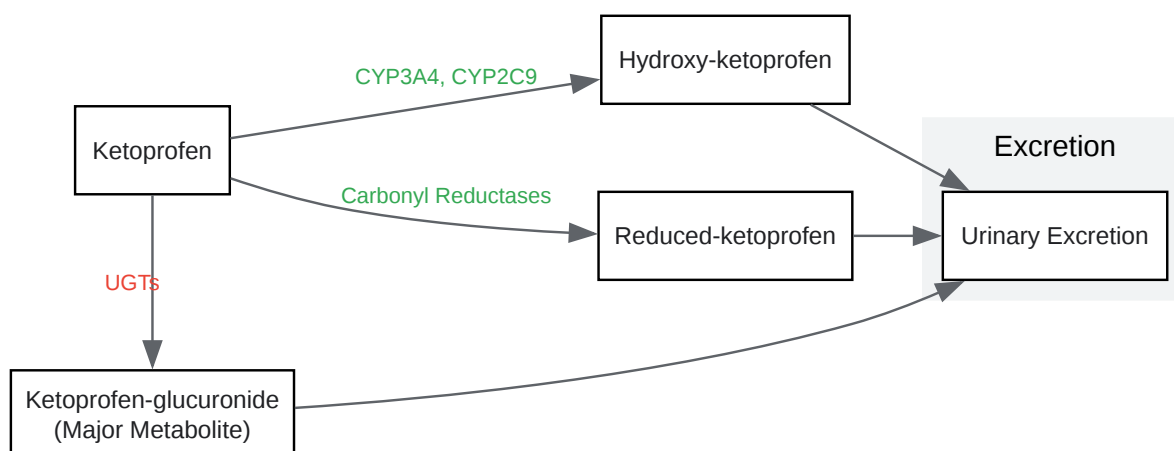 Hydroxy-ketoprofen
CYP3A4, CYP2C9
Ketoprofen
Excretion
Carbonyl Reductases
Reduced-ketoprofen
Urinary Excretion
UGTs
Ketoprofen-glucuronide
(Major Metabolite)